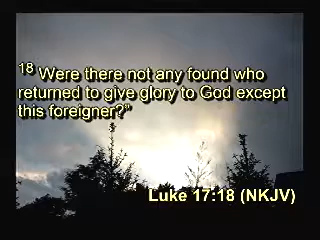 18 Were there not any found who
returned to give glory to God except
this foreigner?"
Luke 17:18 (NKJV)